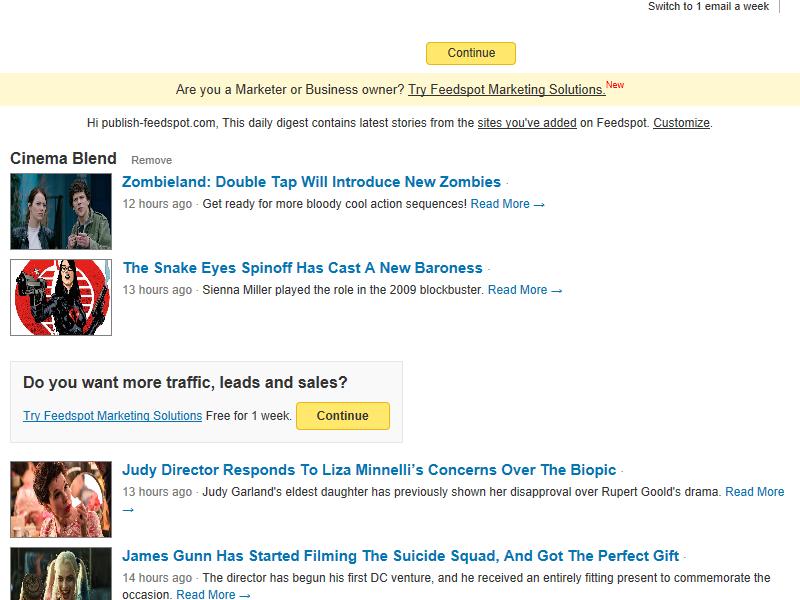 Switch to 1 email a week
Continue
Are you a Marketer or Business owner? Try Feedspot Marketing Solutions. New
Hi publish-feedspot.com, This daily digest contains latest stories from the sites you've added on Feedspot. Customize.
Cinema Blend Remove
Zombieland: Double Tap Will Introduce New Zombies ·
12 hours ago · Get ready for more bloody cool action sequences! Read More →
The Snake Eyes Spinoff Has Cast A New Baroness ·
13 hours ago · Sienna Miller played the role in the 2009 blockbuster. Read More →
Do you want more traffic, leads and sales?
Try Feedspot Marketing Solutions Free for 1 week. Continue
Judy Director Responds To Liza Minnelli’s Concerns Over The Biopic ·
13 hours ago · Judy Garland's eldest daughter has previously shown her disapproval over Rupert Goold's drama. Read More
→
James Gunn Has Started Filming The Suicide Squad, And Got The Perfect Gift ·
14 hours ago · The director has begun his first DC venture, and he received an entirely fitting present to commemorate the
occasion. Read More →